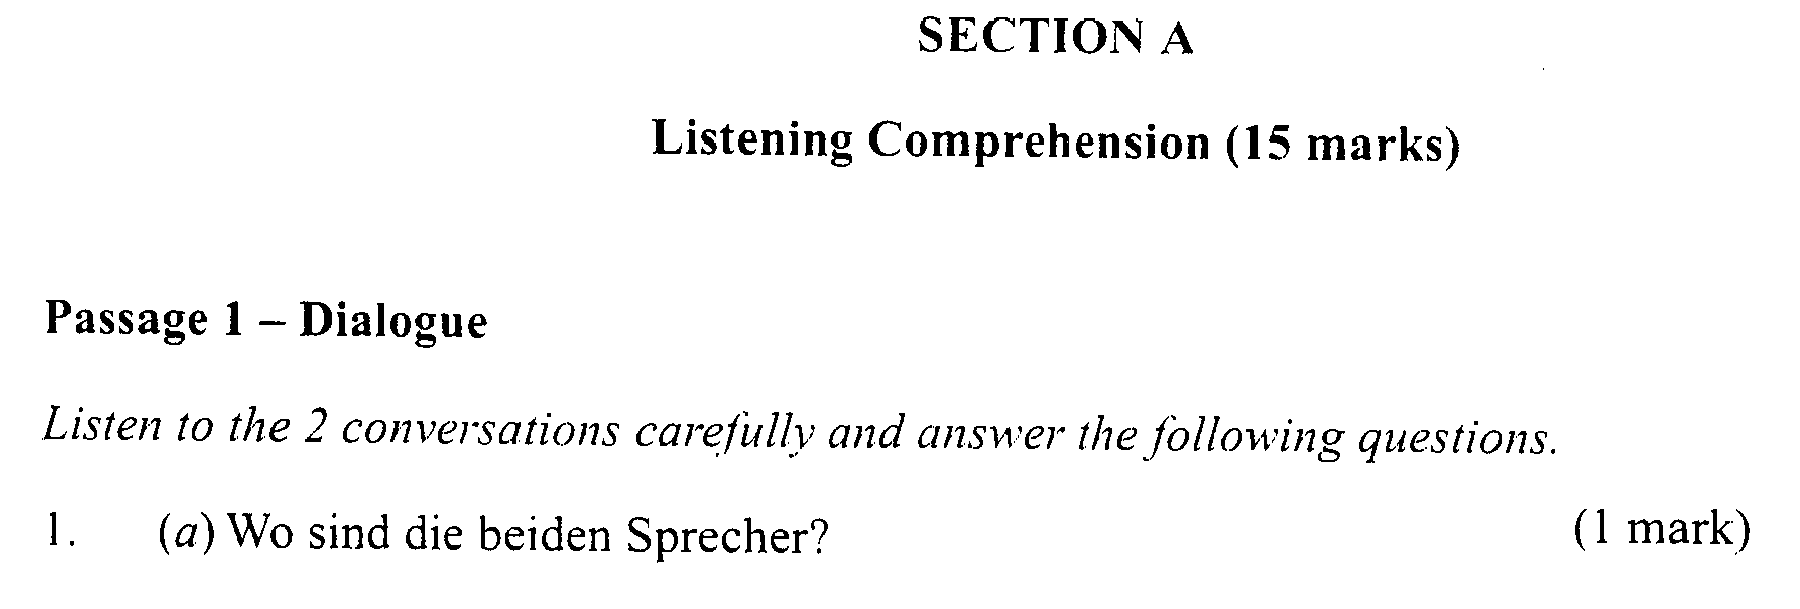 SECTION A
Listening Comprehension (15 marks)
Passage 1 – Dialogue
Listen to the 2 conversations carefully and answer the following questions.
1. (a) Wo sind die beiden Sprecher? (1 mark)